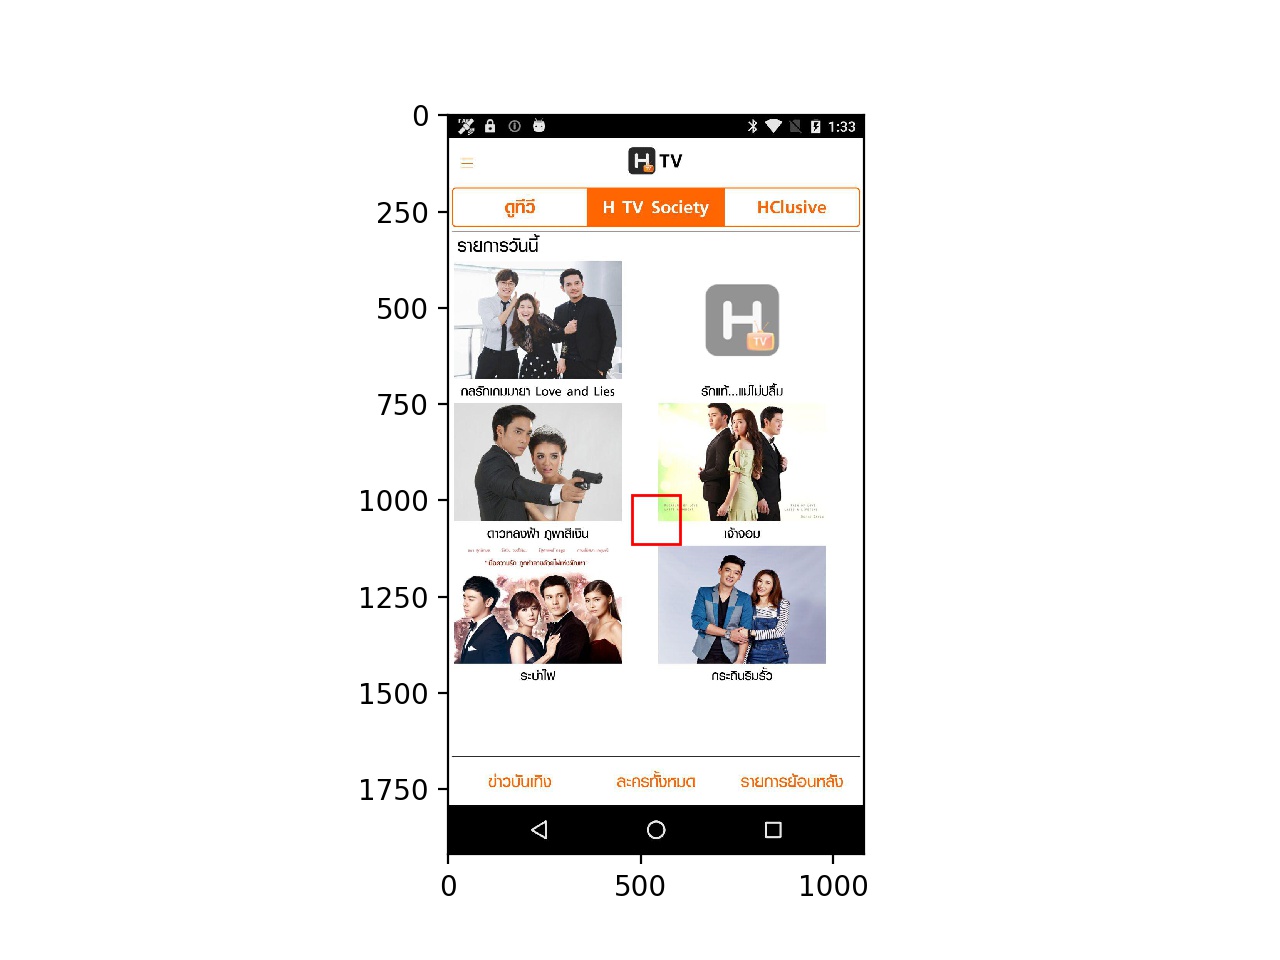 0
250
500
750
1000
1250
1500
1750
0
500
1000
1:33
H TV
TV
ดูทีวี
H TV Society
HClusive
รายการวันนี้
H
TV
กลรักเกมมายา Love and Lies
รักแท้...แม่ไม่ปลื้ม
ดาวหลงฟ้า ภูผาสีเงิน
เจ้าจอม
ระบำไฟ
กระถินริมรั้ว
ข่าวบันเทิง
ละครทั้งหมด
รายการย้อนหลัง